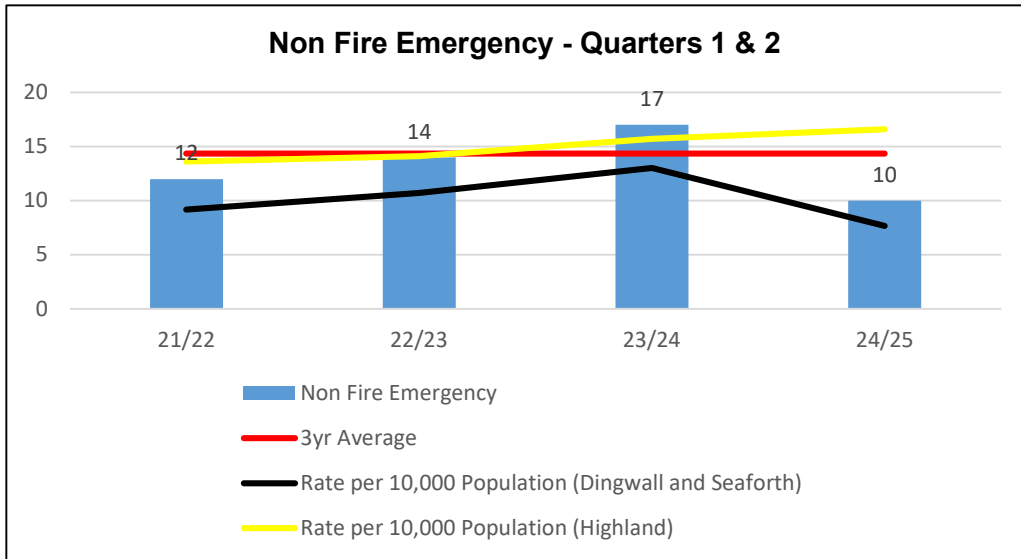 Non Fire Emergency - Quarters 1 & 2
20
15
10
5
0
12
14
17
10
21/22
22/23
23/24
24/25
Non Fire Emergency
3yr Average
Rate per 10,000 Population (Dingwall and Seaforth)
Rate per 10,000 Population (Highland)